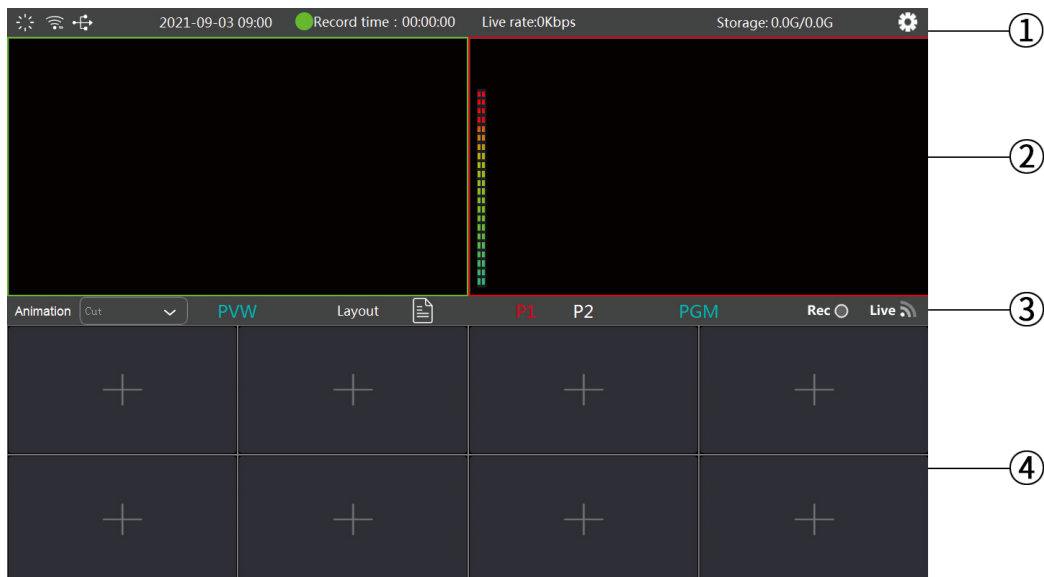 2021-09-03 09:00 Record time : 00:00:00 Live rate:0Kbps Storage: 0.0G/0.0G ①
②
Animation Cut PVW Layout P1 P2 PGM Rec Live ③
④